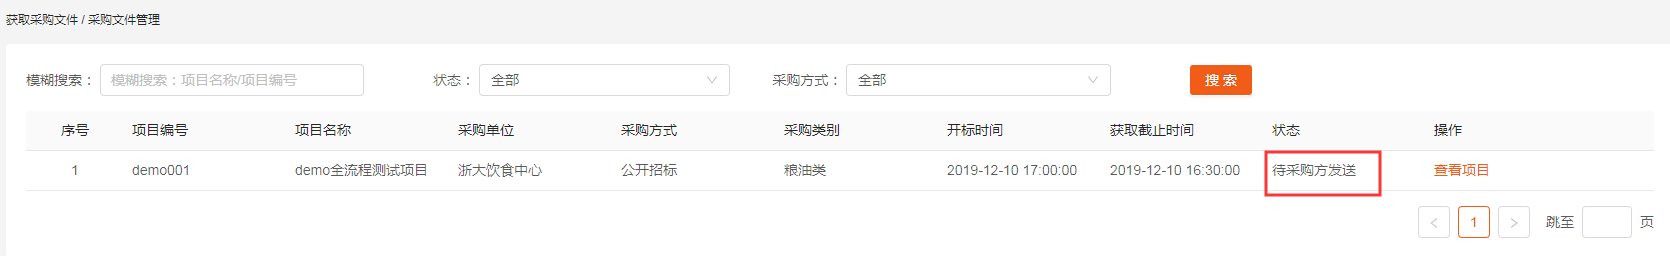 获取采购文件 / 采购文件管理
模糊搜索： 模糊搜索：项目名称/项目编号 状态： 全部 采购方式： 全部 搜 索
序号 项目编号 项目名称 采购单位 采购方式 采购类别 开标时间 获取截止时间 状态 操作
1 demo001 demo全流程测试项目 浙大饮食中心 公开招标 粮油类 2019-12-10 17:00:00 2019-12-10 16:30:00 待采购方发送 查看项目
< 1 > 跳至 页